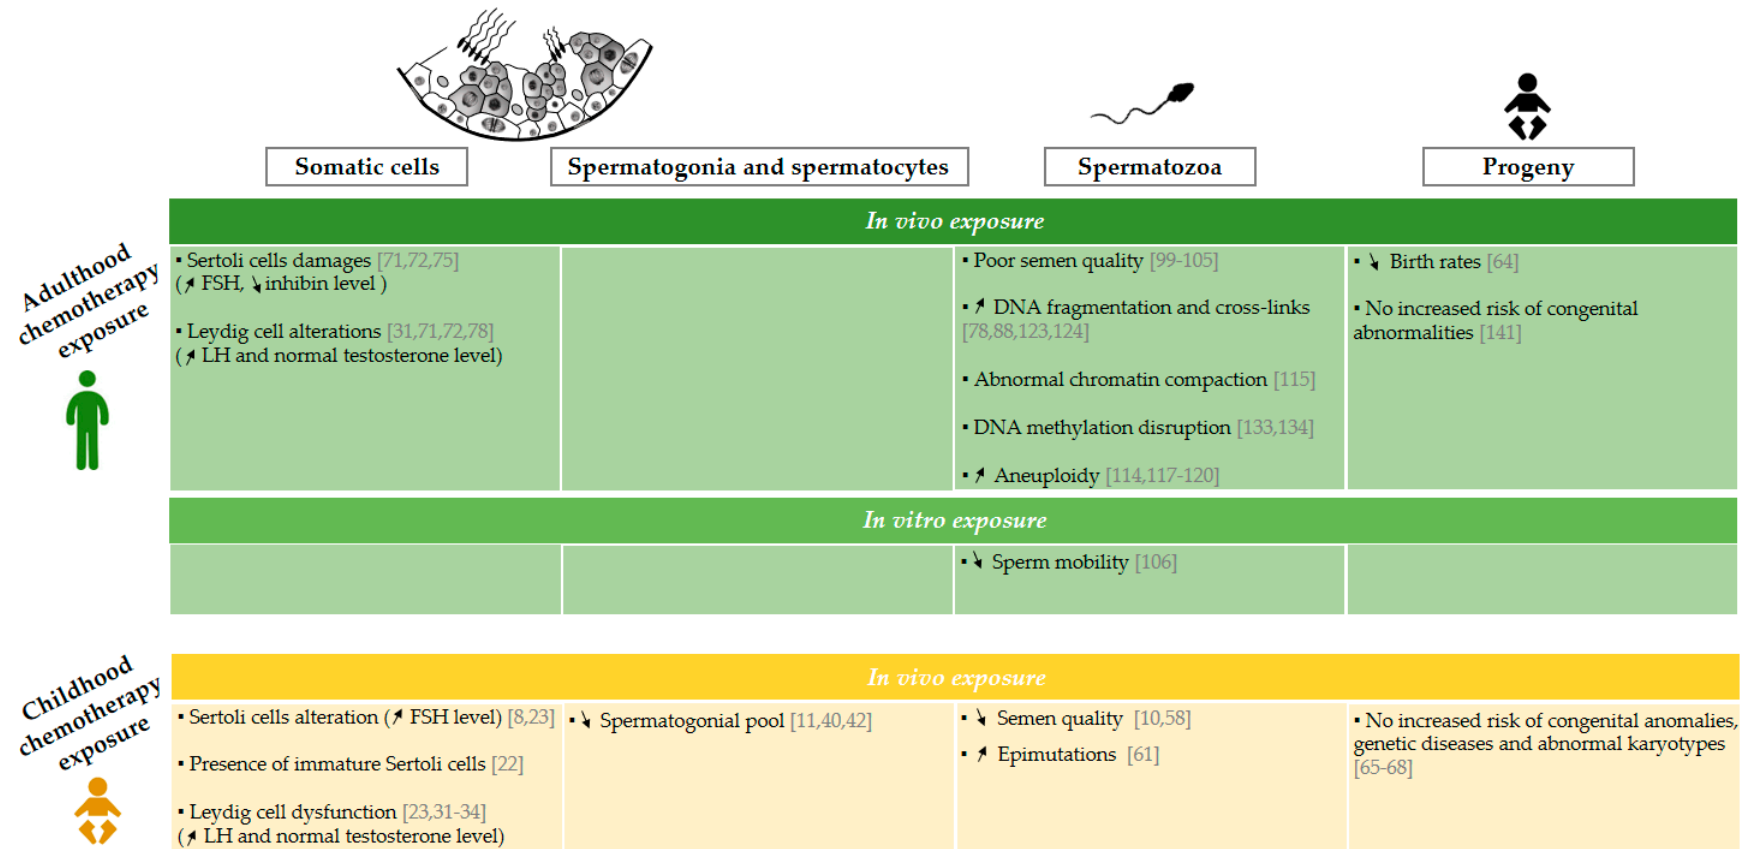 Somatic cells
Spermatogonia and spermatocytes
Spermatozoa
Progeny
Adulthood
chemotherapy
exposure
In vivo exposure
▪ Sertoli cells damages [71,72,75]
(↗ FSH, ↘ inhibin level )
▪ Leydig cell alterations [31,71,72,78]
(↗ LH and normal testosterone level)
▪ Poor semen quality [99-105]
▪ ↗ DNA fragmentation and cross-links
[78,88,123,124]
▪ Abnormal chromatin compaction [115]
▪ DNA methylation disruption [133,134]
▪ ↗ Aneuploidy [114,117-120]
▪ ↘ Birth rates [64]
▪ No increased risk of congenital
abnormalities [141]
In vitro exposure
▪ ↘ Sperm mobility [106]
Childhood
chemotherapy
exposure
In vivo exposure
▪ Sertoli cells alteration (↗ FSH level) [8,23]
▪ Presence of immature Sertoli cells [22]
▪ Leydig cell dysfunction [23,31-34]
(↗ LH and normal testosterone level)
▪ ↘ Spermatogonial pool [11,40,42]
▪ ↘ Semen quality [10,58]
▪ ↗ Epimutations [61]
▪ No increased risk of congenital anomalies,
genetic diseases and abnormal karyotypes
[65-68]